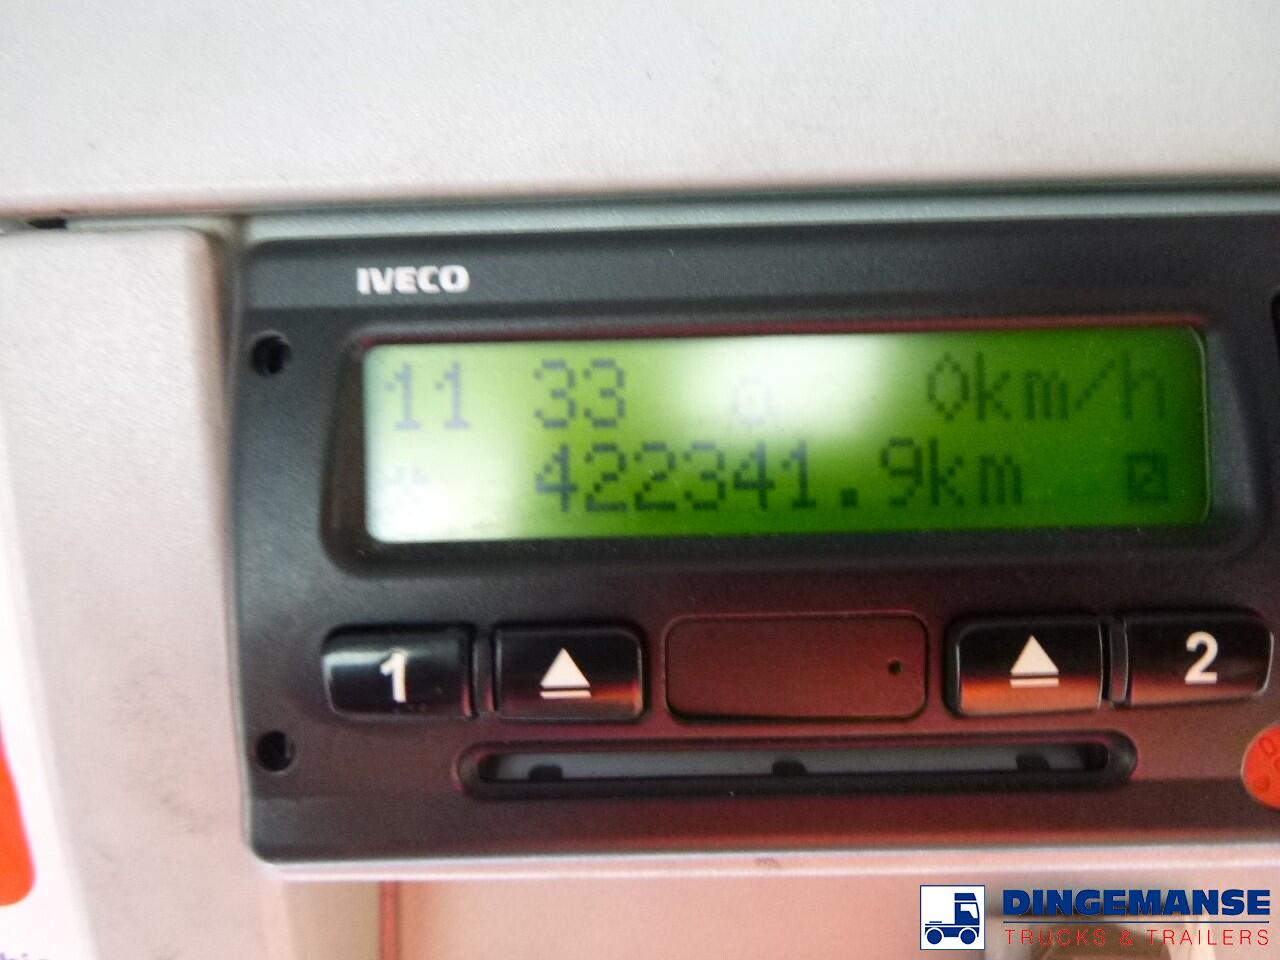 IVECO
11 33 0km/h
422341.9km
1 2
DINGEMANSE
TRUCKS & TRAILERS